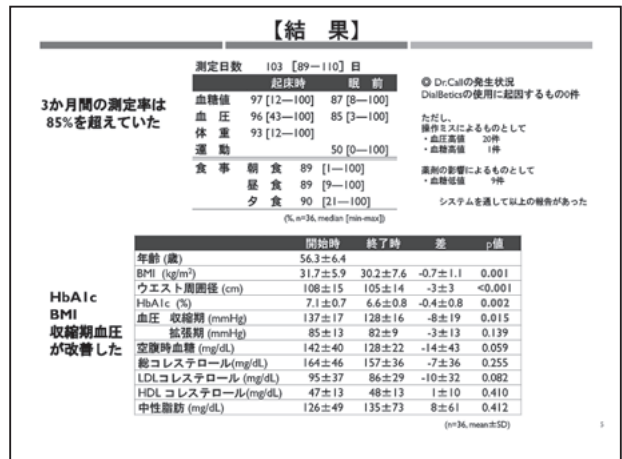 【結 果】
3か月間の測定率は
85%を超えていた
測定日数 103 [89—110] 日
起床時 眠 前
血糖値 97 [12—100] 87 [8—100]
血 圧 96 [43—100] 85 [3—100]
体 重 93 [12—100]
運 動 50 [0—100]
食 事 朝 食 89 [1—100]
昼 食 89 [9—100]
夕 食 90 [21—100]
(%, n=36, median [min-max])
◎ Dr.Callの発生状況
DialBeticsの使用に起因するもの0件
ただし、
操作ミスによるものとして
・血圧高値 20件
・血糖高値 1件
薬剤の影響によるものとして
・血糖低値 9件
システムを通して以上の報告があった
HbA1c
BMI
収縮期血圧
が改善した
開始時 終了時 差 p値
年齢 (歳) 56.3±6.4
BMI (kg/m²) 31.7±5.9 30.2±7.6 -0.7±1.1 0.001
ウエスト周囲径 (cm) 108±15 105±14 -3±3 <0.001
HbA1c (%) 7.1±0.7 6.6±0.8 -0.4±0.8 0.002
血圧 収縮期 (mmHg) 137±17 128±16 -8±19 0.015
拡張期 (mmHg) 85±13 82±9 -3±13 0.139
空腹時血糖 (mg/dL) 142±40 128±22 -14±43 0.059
総コレステロール (mg/dL) 164±46 157±36 -7±36 0.255
LDLコレステロール (mg/dL) 95±37 86±29 -10±32 0.082
HDL コレステロール(mg/dL) 47±13 48±13 1±10 0.410
中性脂肪 (mg/dL) 126±49 135±73 8±61 0.412
(n=36, mean±SD)
5